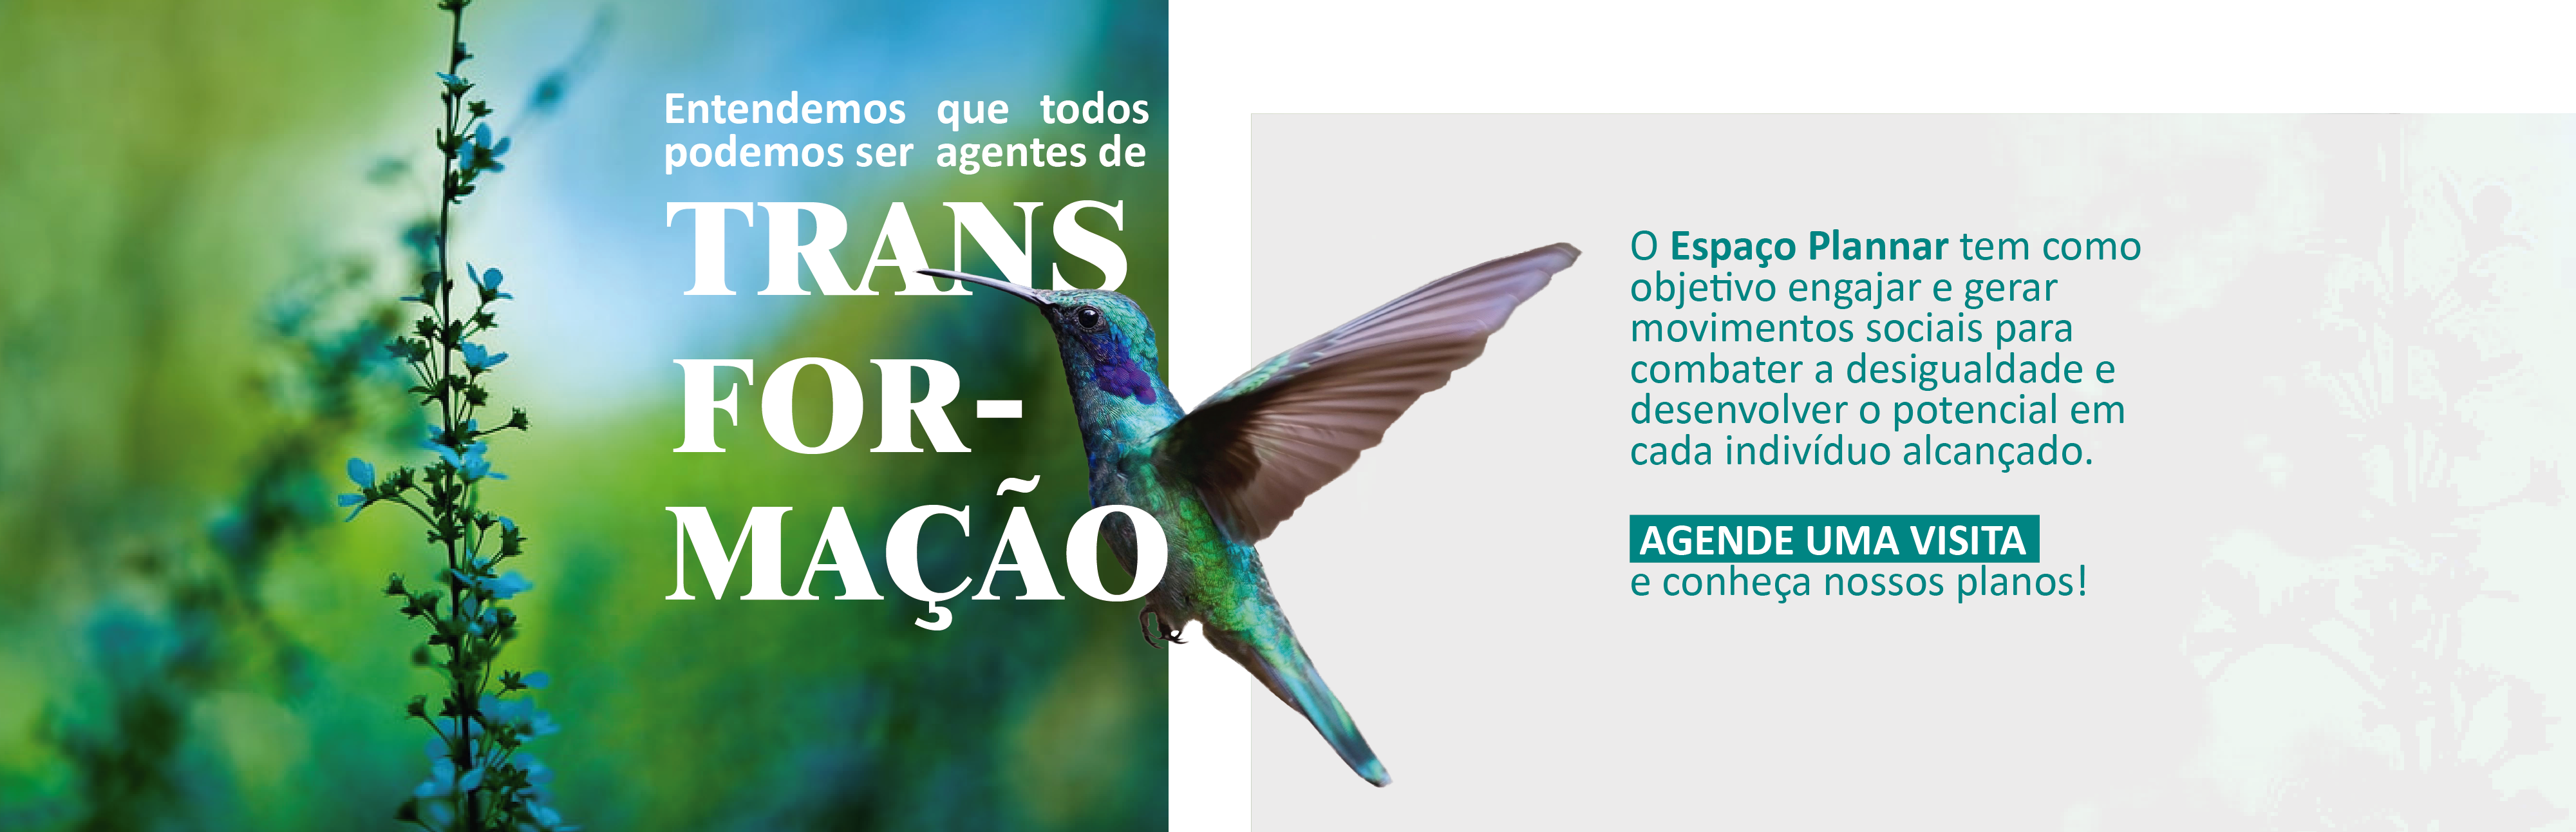 Entendemos que todos
podemos ser agentes de
TRANS
FOR-
MAÇÃO
O Espaço Plannar tem como
objetivo engajar e gerar
movimentos sociais para
combater a desigualdade e
desenvolver o potencial em
cada indivíduo alcançado.
AGENDE UMA VISITA
e conheça nossos planos!